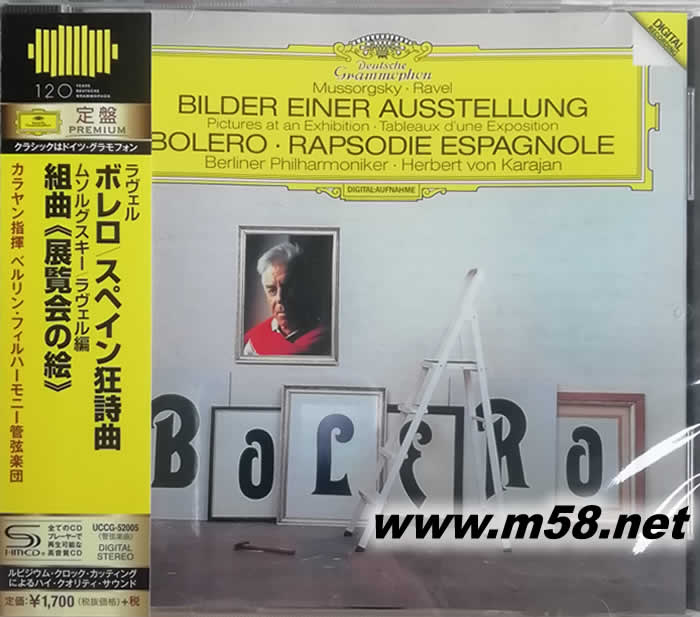 120 YEARS DEUTSCHE GRAMMOPHON
定盤
PREMIUM
クラシックはドイツ・グラモフォン
ラヴェル
ボレロ/スペイン狂詩曲
ムソルグスキー/ラヴェル編
組曲《展覧会の絵》
カラヤン指揮 ベルリン・フィルハーモニー管弦楽団
SHM-CD
全てのCD
プレーヤーで
再生可能な
高音質CD
UCCG-52005
(管弦楽曲)
DIGITAL
STEREO
ルビジウム・クロック・カッティング
によるハイ・クオリティ・サウンド
定価:¥1,700(税抜価格)+税
DIGITAL
RECORDING
Deutsche
Grammophon
Mussorgsky · Ravel
BILDER EINER AUSSTELLUNG
Pictures at an Exhibition · Tableaux d'une Exposition
BOLERO · RAPSODIE ESPAGNOLE
Berliner Philharmoniker · Herbert von Karajan
DIGITAL-AUFNAHME
BOLERO
www.m58.net